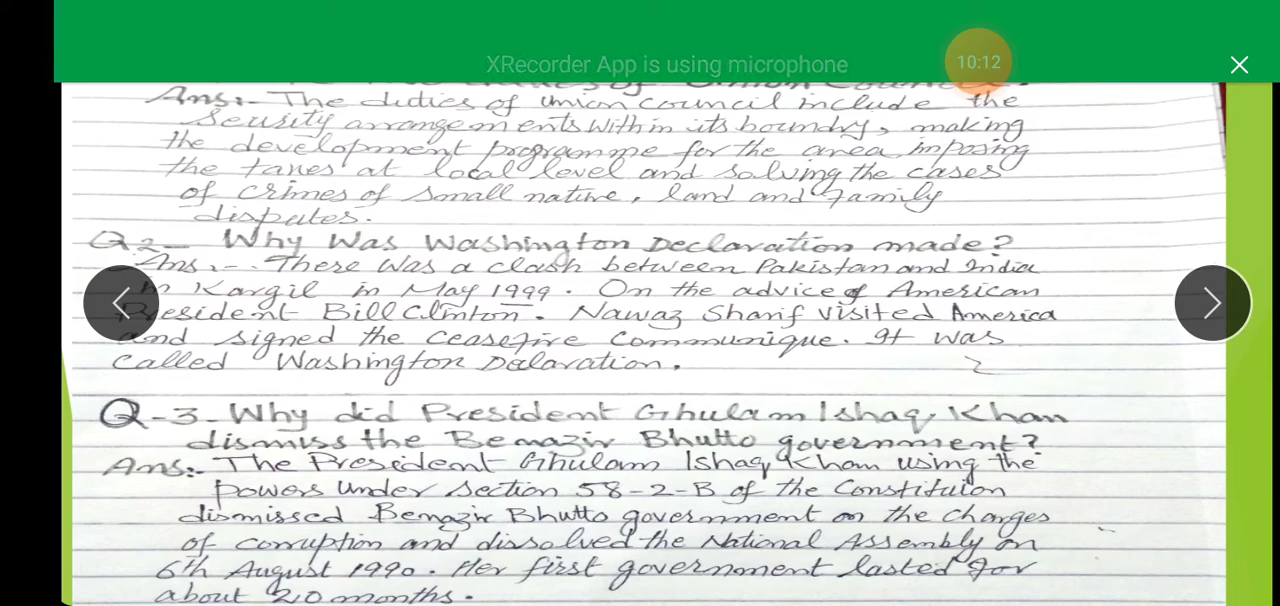 XRecorder App is using microphone
10:12
Ans:- The duties of union council include the
Seurity arrangements within its boundry, making
the development programme for the area imposing
the taxes at local level and solving the cases
of crimes of small nature, land and Family
disputes.
Q2- Why Was Washington Declaration made?
Ans:- There was a clash between Pakistan and India
In Kargil in May 1999. On the advice of American
President Bill Clinton. Nawaz Sharif visited America
and signed the ceasefire Communique. It was
called Washington Delaration.
Q-3-Why did President Ghulam Ishaq Khan
dismiss the Benazir Bhutto government?
Ans:- The President Ghulam Ishaq Kham using the
powers under section 58-2-B of the Constituion
dismissed Benazir Bhutto government on the charges
of corruption and dissolved the National Assembly on
6th August 1990. Her first government lasted for
about 20 months.